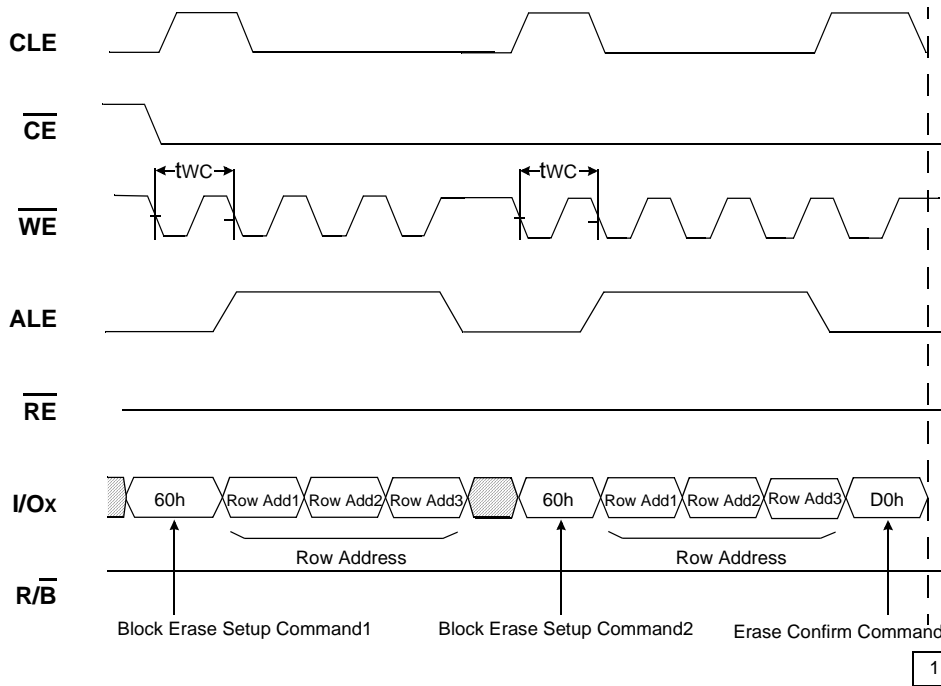 CLE
CE
tWC
tWC
WE
ALE
RE
I/Ox
60h
Row Add1
Row Add2
Row Add3
60h
Row Add1
Row Add2
Row Add3
D0h
Row Address
Row Address
R/B
Block Erase Setup Command1
Block Erase Setup Command2
Erase Confirm Command
1